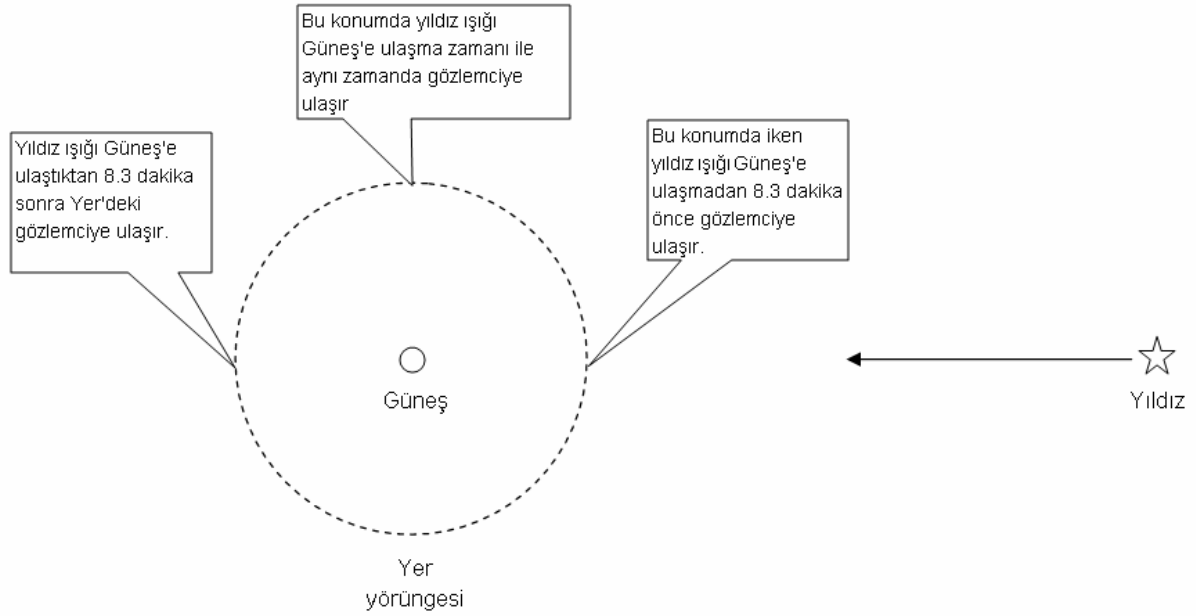 Bu konumda yıldız ışığı
Güneş'e ulaşma zamanı ile
aynı zamanda gözlemciye
ulaşır
Yıldız ışığı Güneş'e
ulaştıktan 8.3 dakika
sonra Yer'deki
gözlemciye ulaşır.
Bu konumda iken
yıldız ışığı Güneş'e
ulaşmadan 8.3 dakika
önce gözlemciye
ulaşır.
Güneş
Yıldız
Yer
yörüngesi